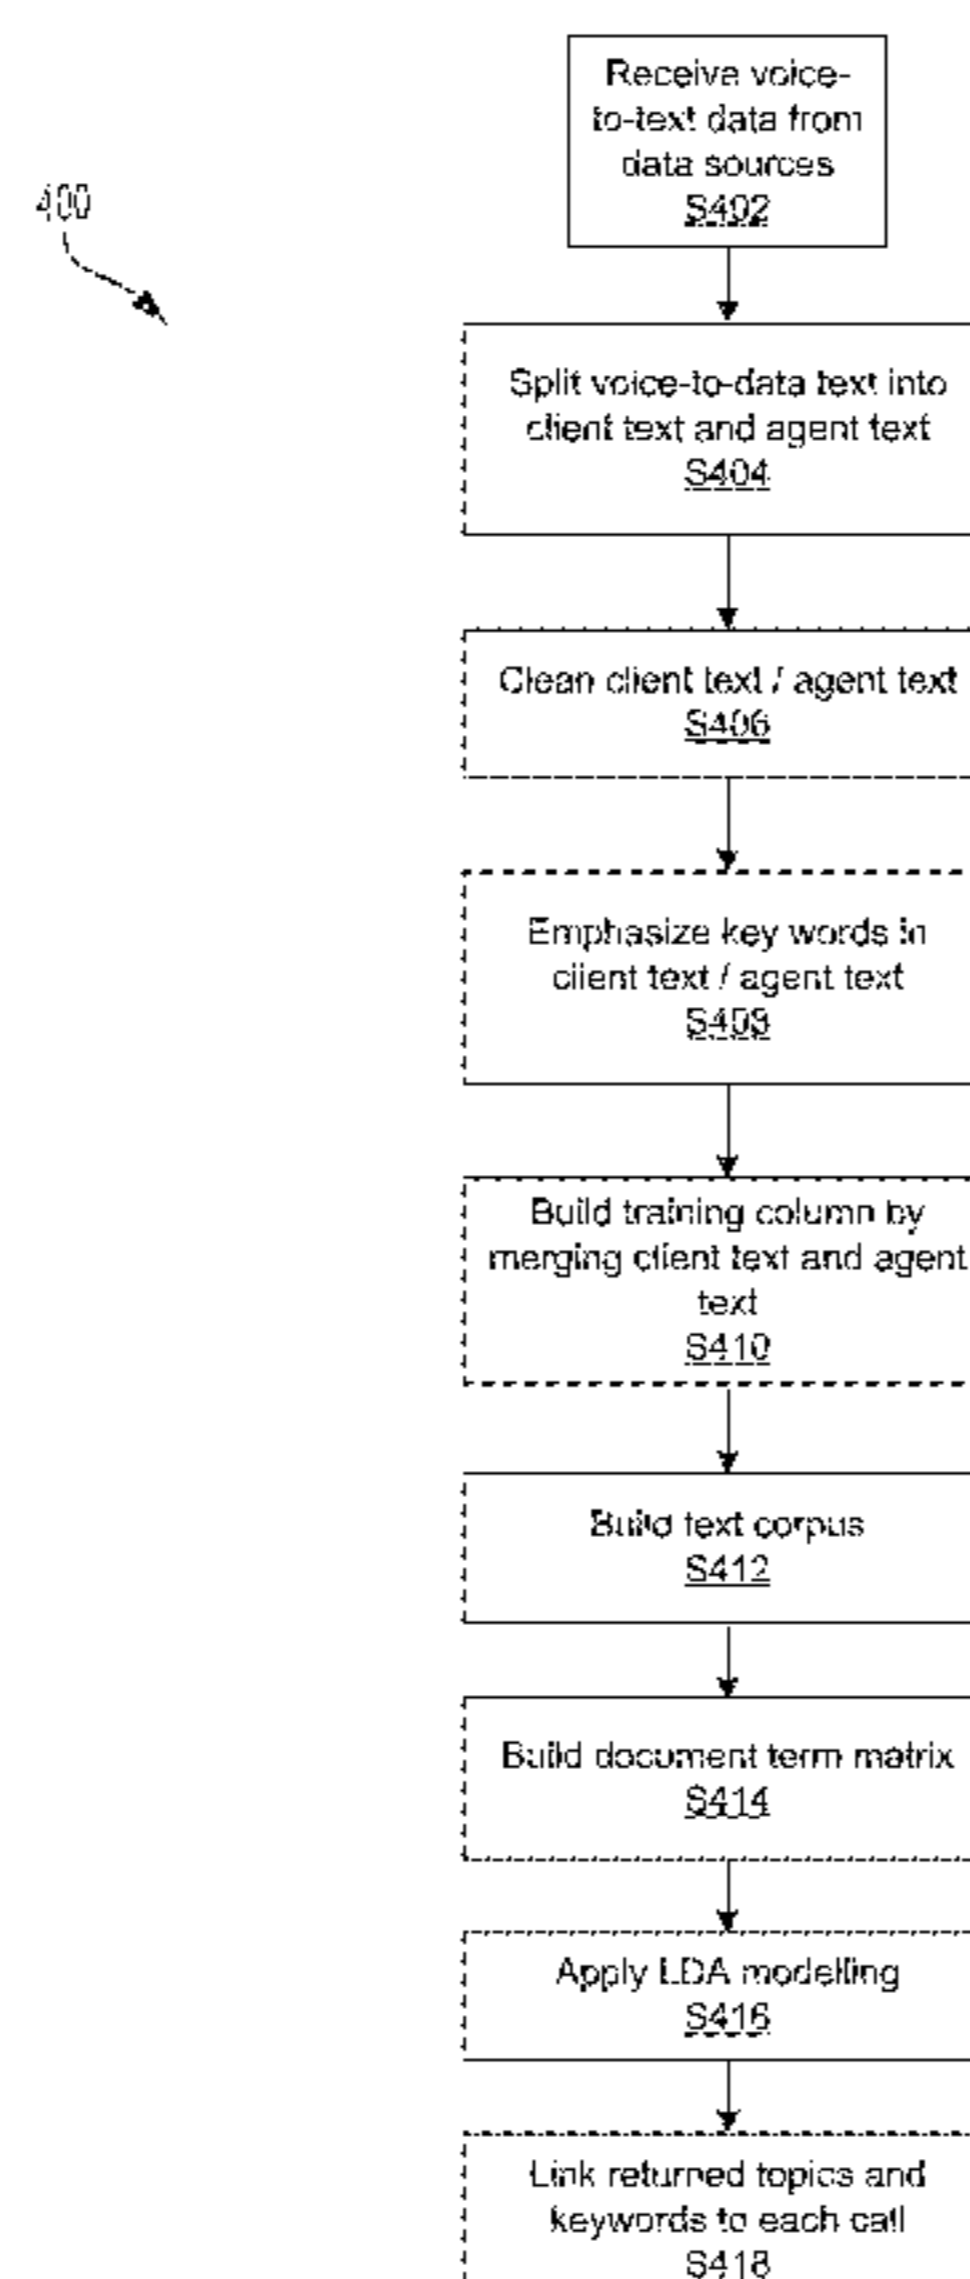 Receive voice-
to-text data from
data sources
S402
400
Split voice-to-data text into
client text and agent text
S404
Clean client text / agent text
S406
Emphasize key words in
client text / agent text
S408
Build training column by
merging client text and agent
text
S410
Build text corpus
S412
Build document term matrix
S414
Apply LDA modelling
S416
Link returned topics and
keywords to each call
S418